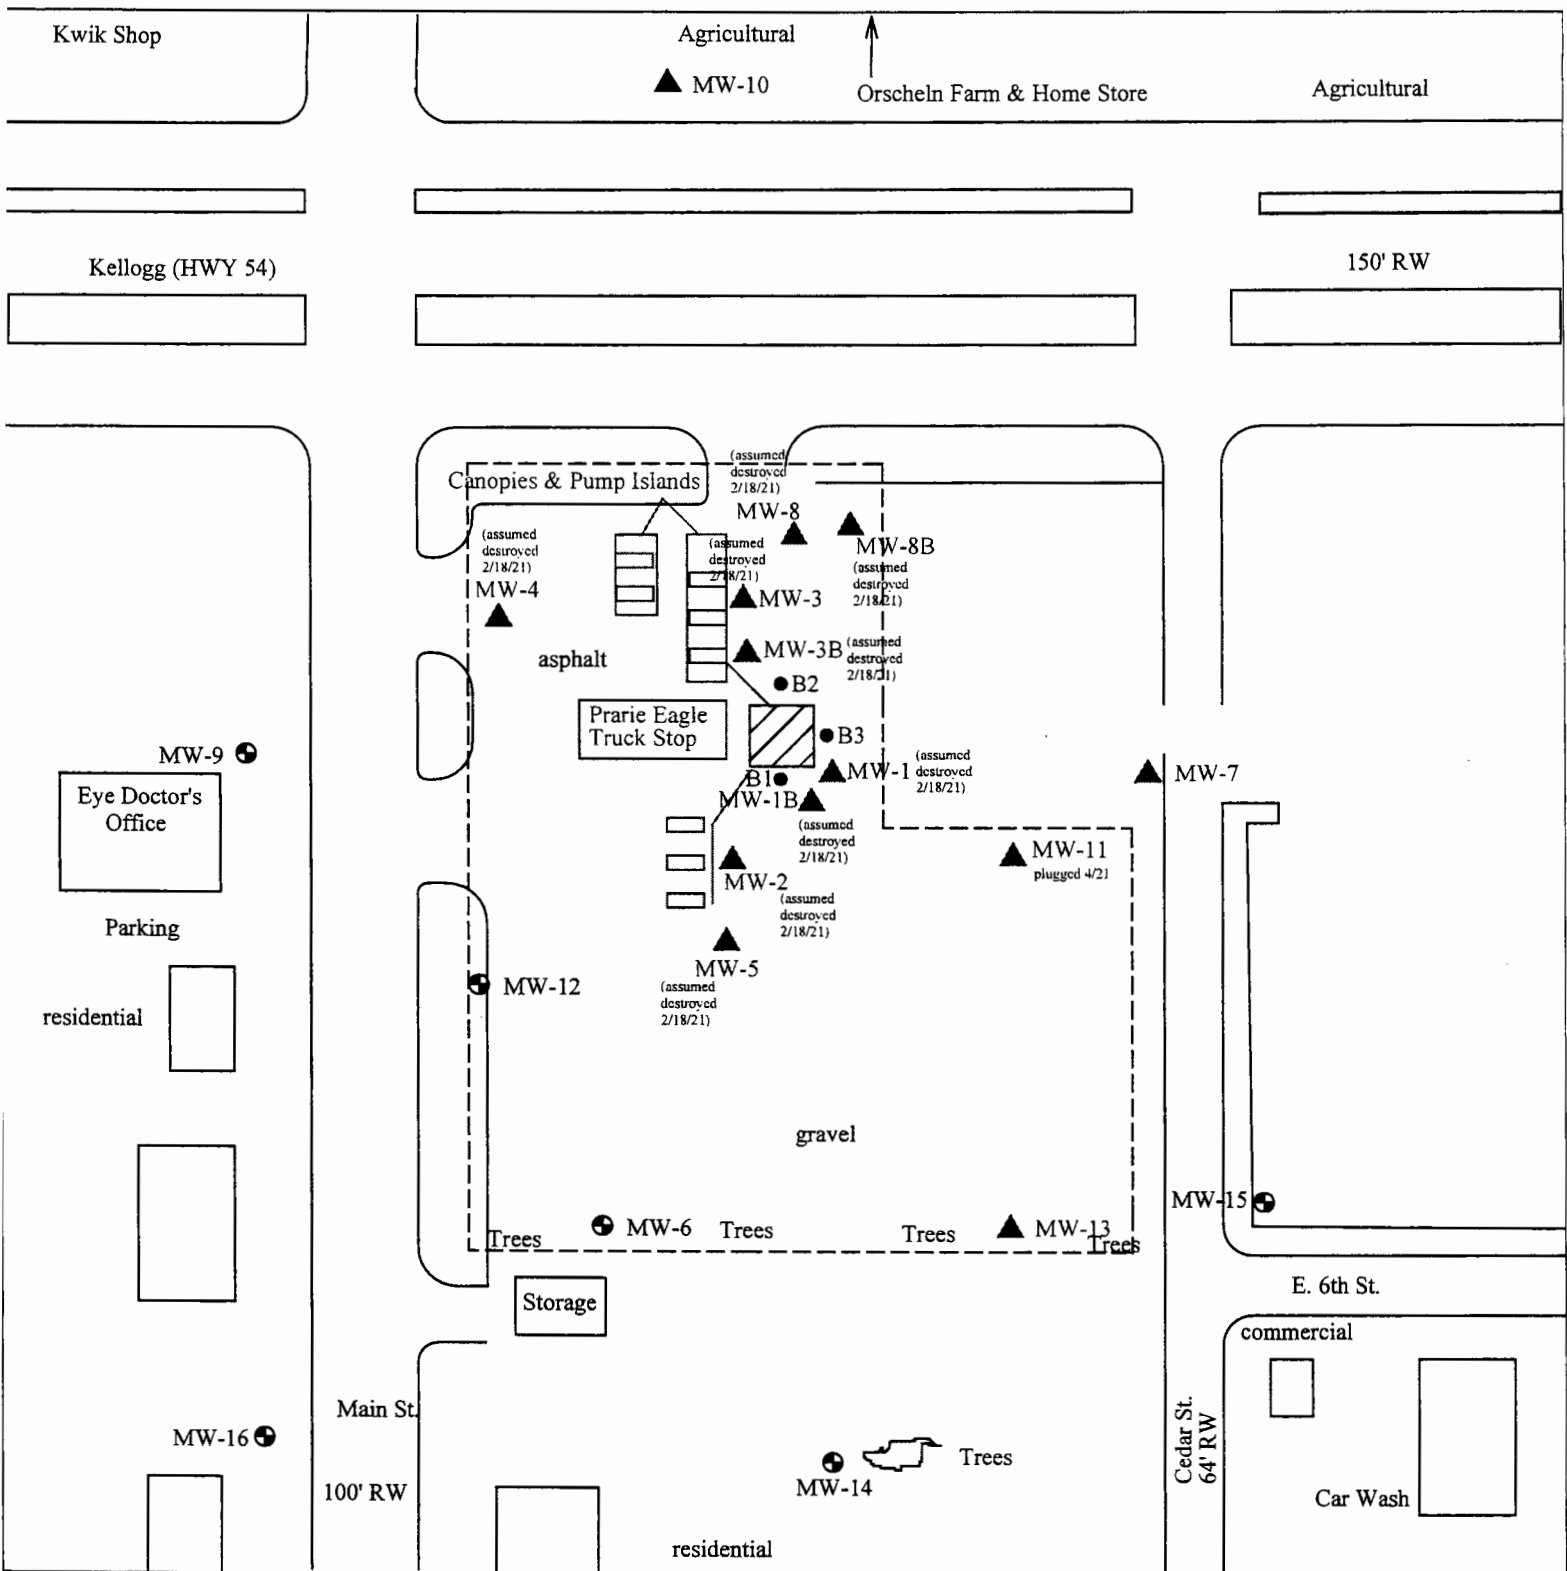 Kwik Shop
Agricultural
MW-10
Orscheln Farm & Home Store
Agricultural
Kellogg (HWY 54)
150' RW
(assumed
destroyed
2/18/21)
Canopies & Pump Islands
MW-8
MW-8B
(assumed
destroyed
2/18/21)
(assumed
destroyed
2/18/21)
MW-4
(assumed
destroyed
2/18/21)
MW-3
asphalt
MW-3B
(assumed
destroyed
2/18/21)
B2
Prarie Eagle
Truck Stop
B3
MW-9
B1
MW-1
(assumed
destroyed
2/18/21)
MW-7
MW-1B
(assumed
destroyed
2/18/21)
Eye Doctor's
Office
MW-11
plugged 4/21
MW-2
(assumed
destroyed
2/18/21)
Parking
MW-5
(assumed
destroyed
2/18/21)
MW-12
residential
gravel
MW-15
Trees
MW-6
Trees
Trees
MW-13
Trees
Storage
E. 6th St.
commercial
Main St.
MW-16
100' RW
MW-14
Trees
Cedar St.
64' RW
Car Wash
residential